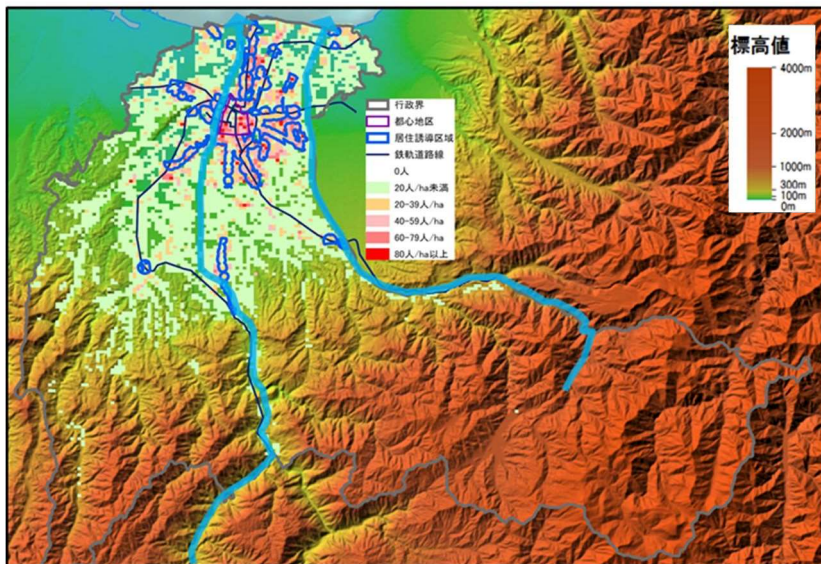 標高値
4000m
2000m
1000m
300m
100m
0m
行政界
都心地区
居住誘導区域
鉄軌道路線
0人
20人/ha未満
20-39人/ha
40-59人/ha
60-79人/ha
80人/ha以上